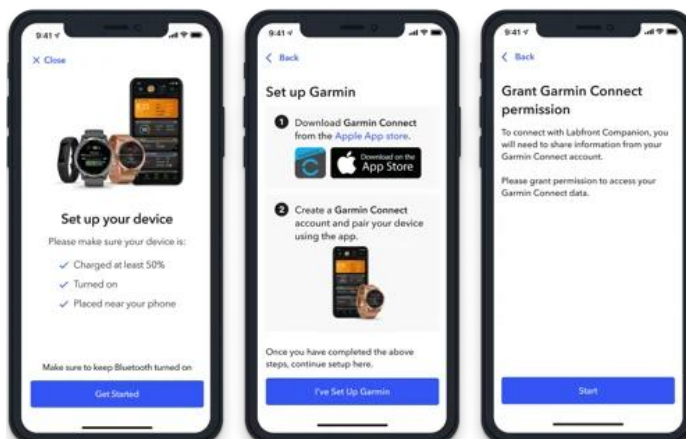 9:41
X Close
Set up your device
Please make sure your device is:
Charged at least 50%
Turned on
Placed near your phone
Make sure to keep Bluetooth turned on
Get Started
9:41
Back
Set up Garmin
1 Download Garmin Connect
from the Apple App store.
Download on the
App Store
2 Create a Garmin Connect
account and pair your device
using the app.
Once you have completed the above
steps, continue setup here.
I've Set Up Garmin
9:41
Back
Grant Garmin Connect
permission
To connect with Labfront Companion, you
will need to share information from your
Garmin Connect account.
Please grant permission to access your
Garmin Connect data.
Start